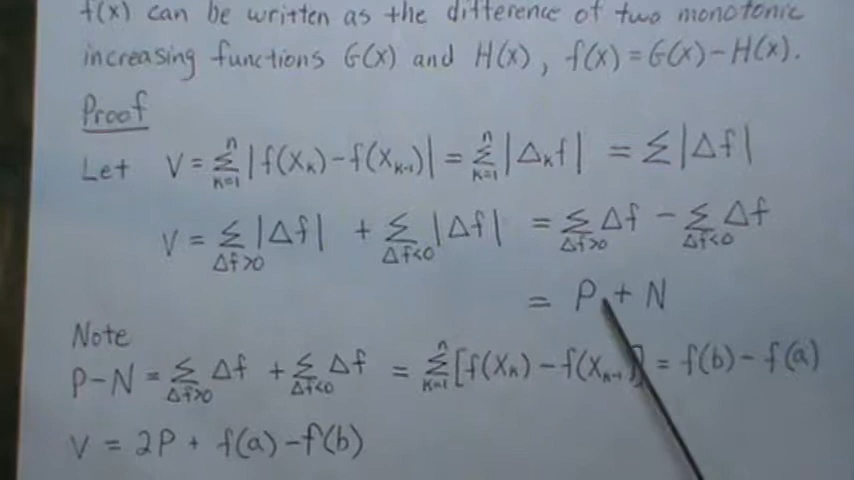 f(x) can be written as the difference of two monotonic
increasing functions G(x) and H(x), f(x) = G(x) - H(x).
Proof
Let V = Σ_{k=1}^{n} |f(x_k) - f(x_{k-1})| = Σ_{k=1}^{n} |Δ_k f| = Σ |Δf|
V = Σ_{Δf>0} |Δf| + Σ_{Δf<0} |Δf| = Σ_{Δf>0} Δf - Σ_{Δf<0} Δf
= P + N
Note
P - N = Σ_{Δf>0} Δf + Σ_{Δf<0} Δf = Σ_{k=1}^{n} [f(x_k) - f(x_{k-1})] = f(b) - f(a)
V = 2P + f(a) - f(b)